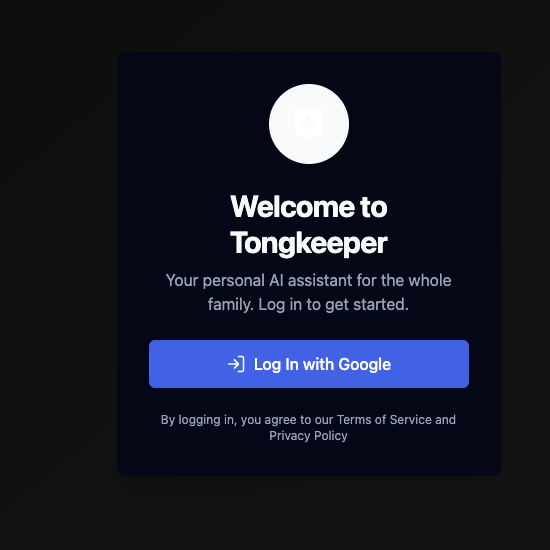 Welcome to
Tongkeeper
Your personal AI assistant for the whole
family. Log in to get started.
Log In with Google
By logging in, you agree to our Terms of Service and
Privacy Policy